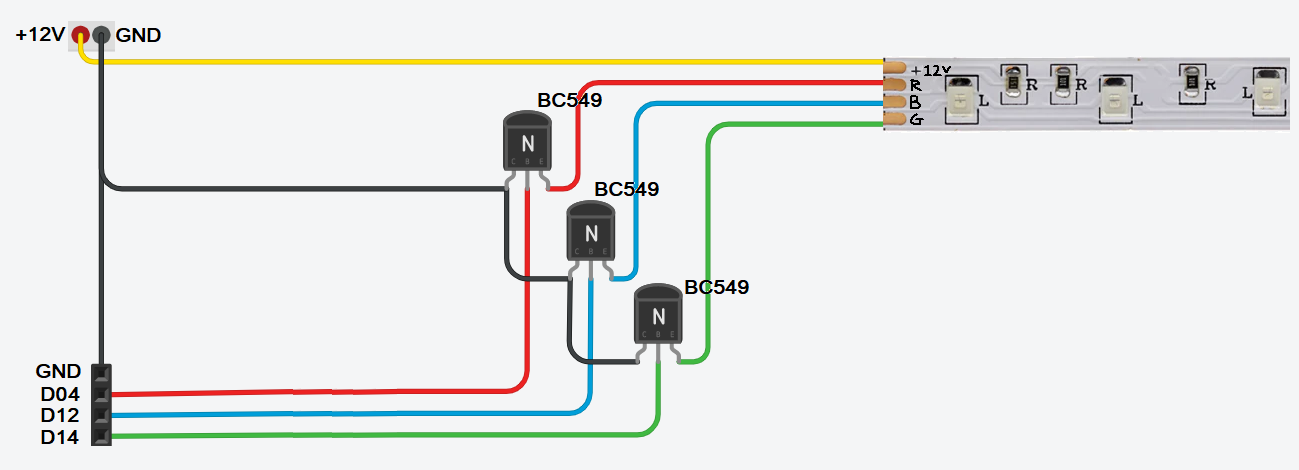 +12V GND
+12v
R
B
G
R
R
R
L
L
L
BC549
N
C B E
BC549
N
C B E
BC549
N
C B E
GND
D04
D12
D14